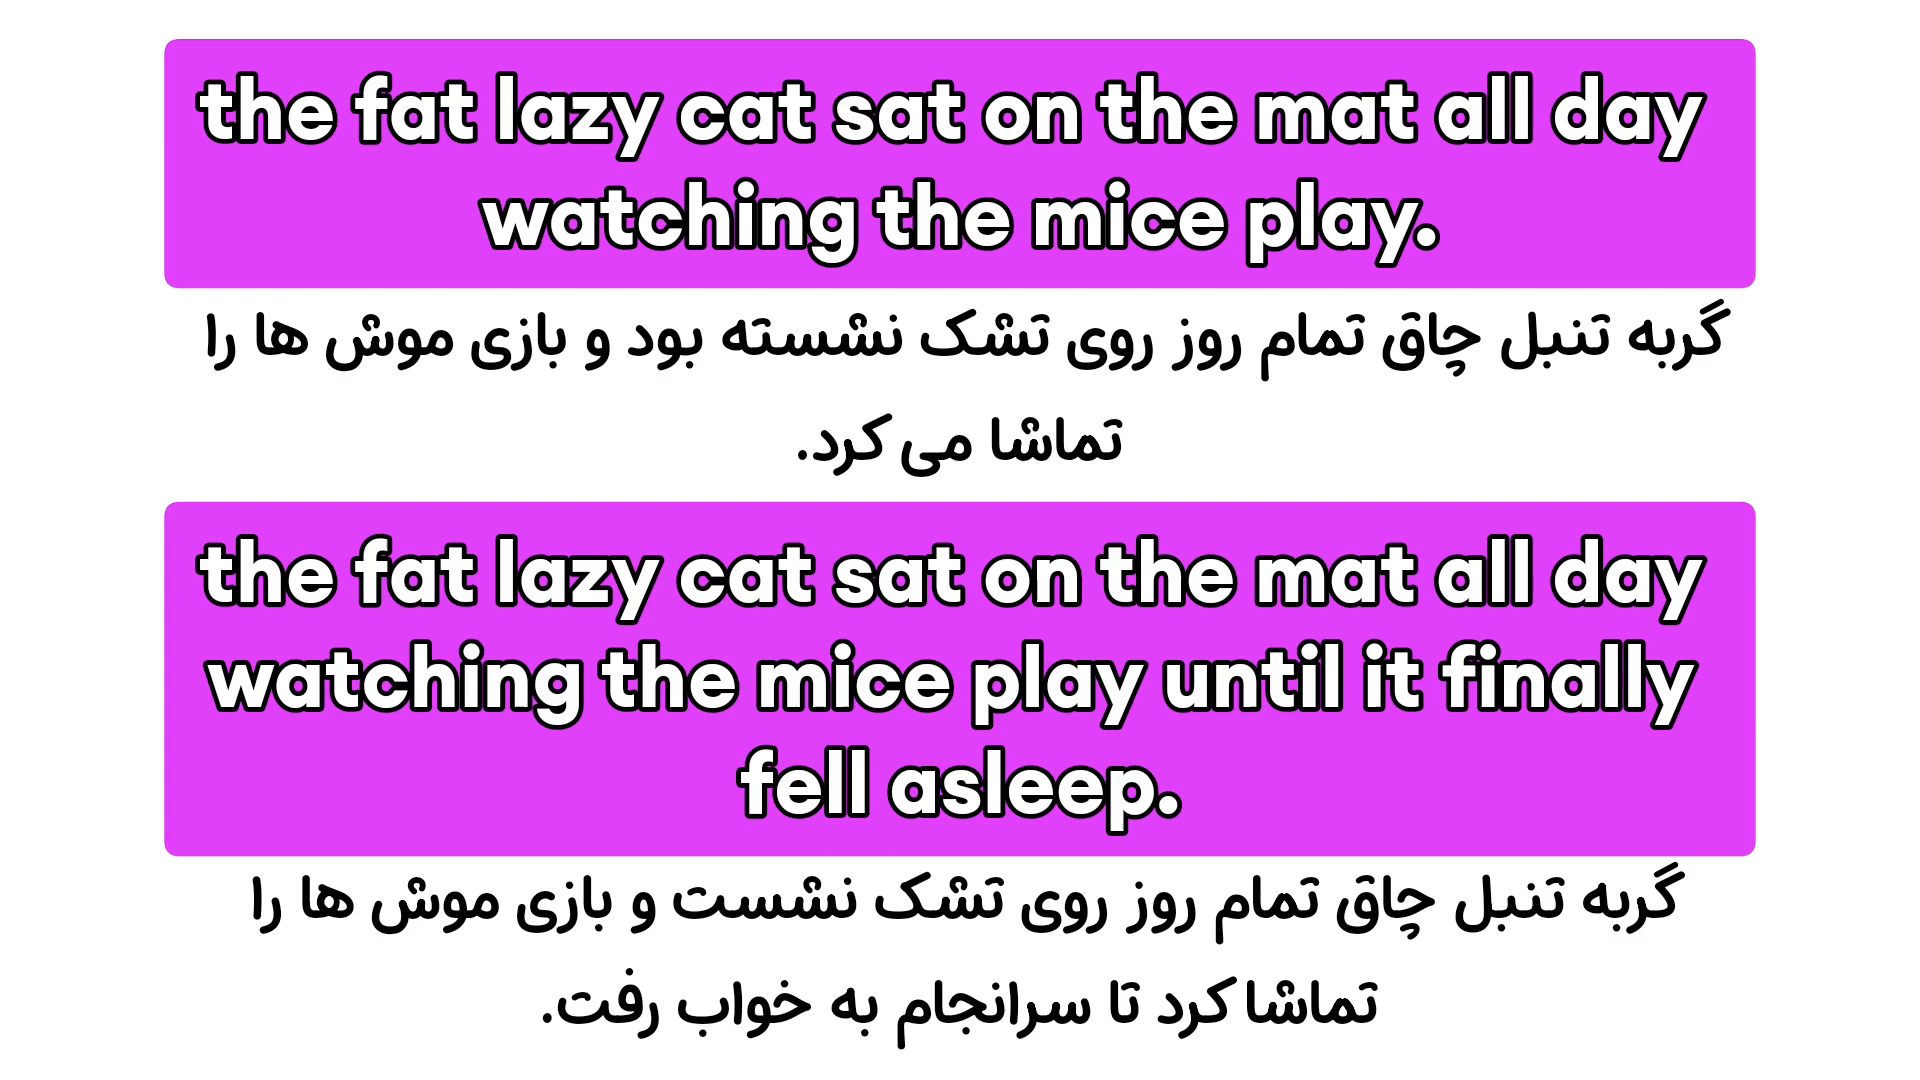 the fat lazy cat sat on the mat all day
watching the mice play.
گربه تنبل چاق تمام روز روی تشک نشسته بود و بازی موش ها را
تماشا می کرد.
the fat lazy cat sat on the mat all day
watching the mice play until it finally
fell asleep.
گربه تنبل چاق تمام روز روی تشک نشست و بازی موش ها را
تماشا کرد تا سرانجام به خواب رفت.